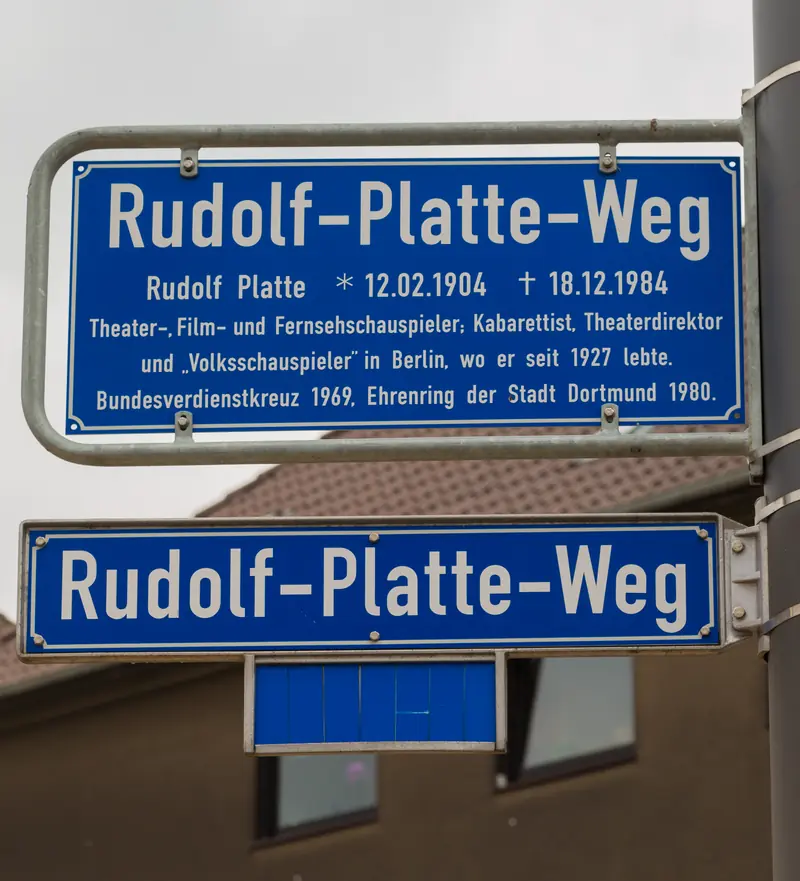 Rudolf-Platte-Weg
Rudolf Platte * 12.02.1904 † 18.12.1984
Theater-, Film- und Fernsehschauspieler; Kabarettist, Theaterdirektor
und „Volksschauspieler" in Berlin, wo er seit 1927 lebte.
Bundesverdienstkreuz 1969, Ehrenring der Stadt Dortmund 1980.
Rudolf-Platte-Weg